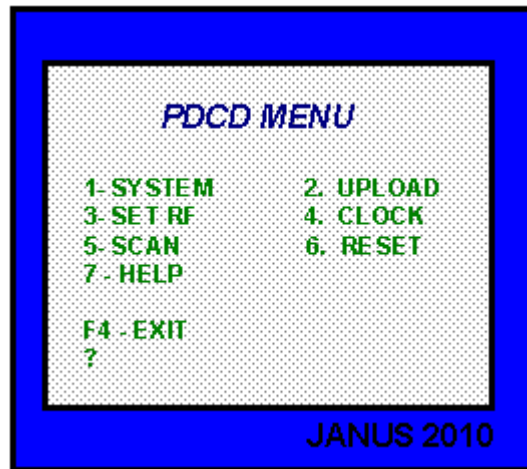 PDCD MENU
1- SYSTEM 2. UPLOAD
3- SET RF 4. CLOCK
5- SCAN 6. RESET
7 - HELP
F4 - EXIT
?
JANUS 2010